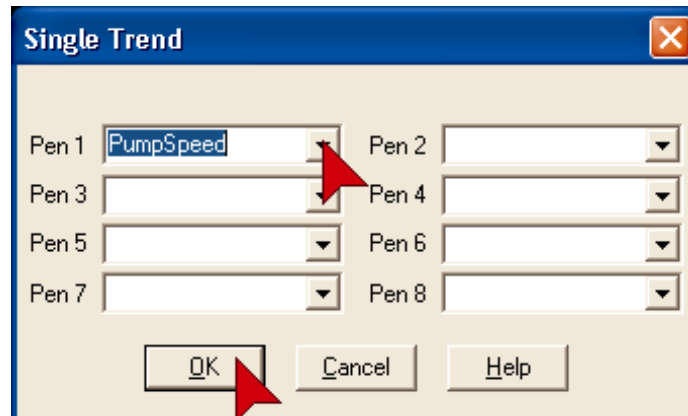 Single Trend
Pen 1 PumpSpeed Pen 2
Pen 3 Pen 4
Pen 5 Pen 6
Pen 7 Pen 8
OK Cancel Help